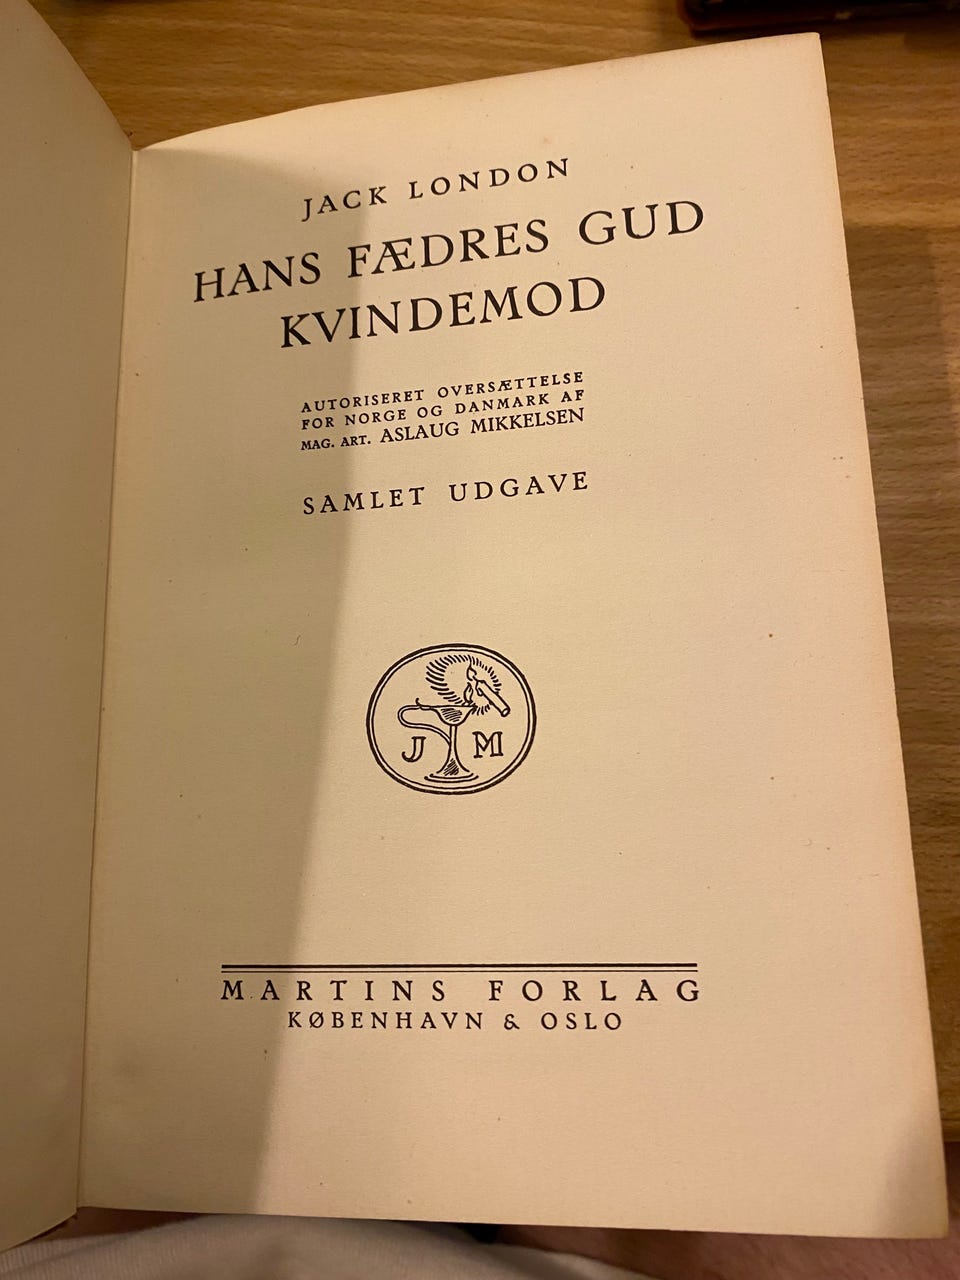 JACK LONDON
HANS FÆDRES GUD
KVINDEMOD
AUTORISERET OVERSÆTTELSE
FOR NORGE OG DANMARK AF
MAG. ART. ASLAUG MIKKELSEN
SAMLET UDGAVE
J M
MARTINS FORLAG
KØBENHAVN & OSLO